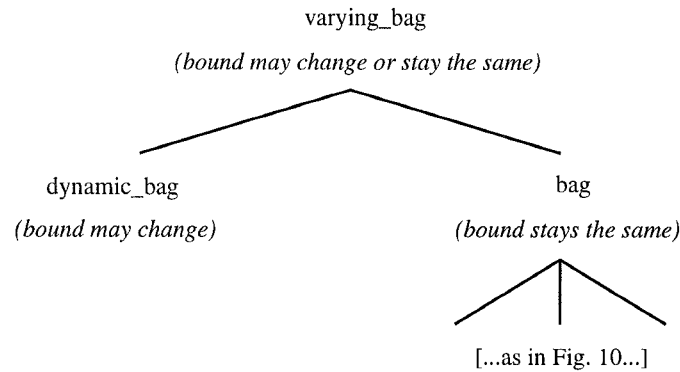 varying_bag
(bound may change or stay the same)
dynamic_bag
bag
(bound may change)
(bound stays the same)
[...as in Fig. 10...]